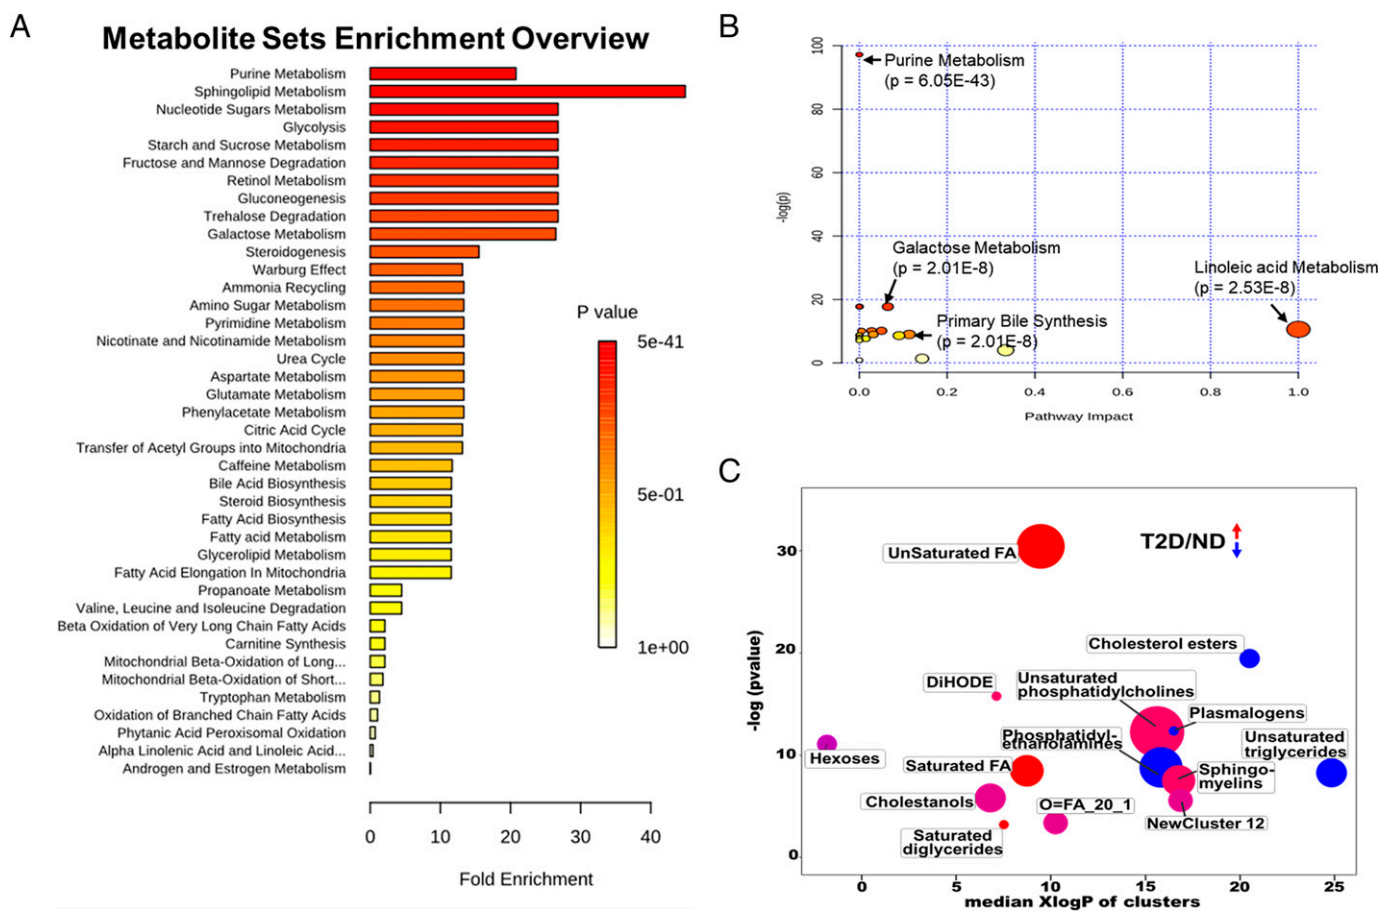 A
Metabolite Sets Enrichment Overview
Purine Metabolism
Sphingolipid Metabolism
Nucleotide Sugars Metabolism
Glycolysis
Starch and Sucrose Metabolism
Fructose and Mannose Degradation
Retinol Metabolism
Gluconeogenesis
Trehalose Degradation
Galactose Metabolism
Steroidogenesis
Warburg Effect
Ammonia Recycling
Amino Sugar Metabolism
Pyrimidine Metabolism
Nicotinate and Nicotinamide Metabolism
Urea Cycle
Aspartate Metabolism
Glutamate Metabolism
Phenylacetate Metabolism
Citric Acid Cycle
Transfer of Acetyl Groups into Mitochondria
Caffeine Metabolism
Bile Acid Biosynthesis
Steroid Biosynthesis
Fatty Acid Biosynthesis
Fatty acid Metabolism
Glycerolipid Metabolism
Fatty Acid Elongation In Mitochondria
Propanoate Metabolism
Valine, Leucine and Isoleucine Degradation
Beta Oxidation of Very Long Chain Fatty Acids
Carnitine Synthesis
Mitochondrial Beta-Oxidation of Long...
Mitochondrial Beta-Oxidation of Short...
Tryptophan Metabolism
Oxidation of Branched Chain Fatty Acids
Phytanic Acid Peroxisomal Oxidation
Alpha Linolenic Acid and Linoleic Acid...
Androgen and Estrogen Metabolism
0 10 20 30 40
Fold Enrichment
P value
5e-41
5e-01
1e+00
B
100
80
60
40
20
0
-log(p)
Purine Metabolism
(p = 6.05E-43)
Galactose Metabolism
(p = 2.01E-8)
Linoleic acid Metabolism
(p = 2.53E-8)
Primary Bile Synthesis
(p = 2.01E-8)
0.0 0.2 0.4 0.6 0.8 1.0
Pathway Impact
C
30
20
10
0
-log (pvalue)
UnSaturated FA
T2D/ND
Cholesterol esters
DiHODE
Unsaturated
phosphatidylcholines
Plasmalogens
Phosphatidyl-
ethanolamines
Unsaturated
triglycerides
Hexoses
Saturated FA
Sphingo-
myelins
Cholestanols
O=FA_20_1
NewCluster 12
Saturated
diglycerides
0 5 10 15 20 25
median XlogP of clusters